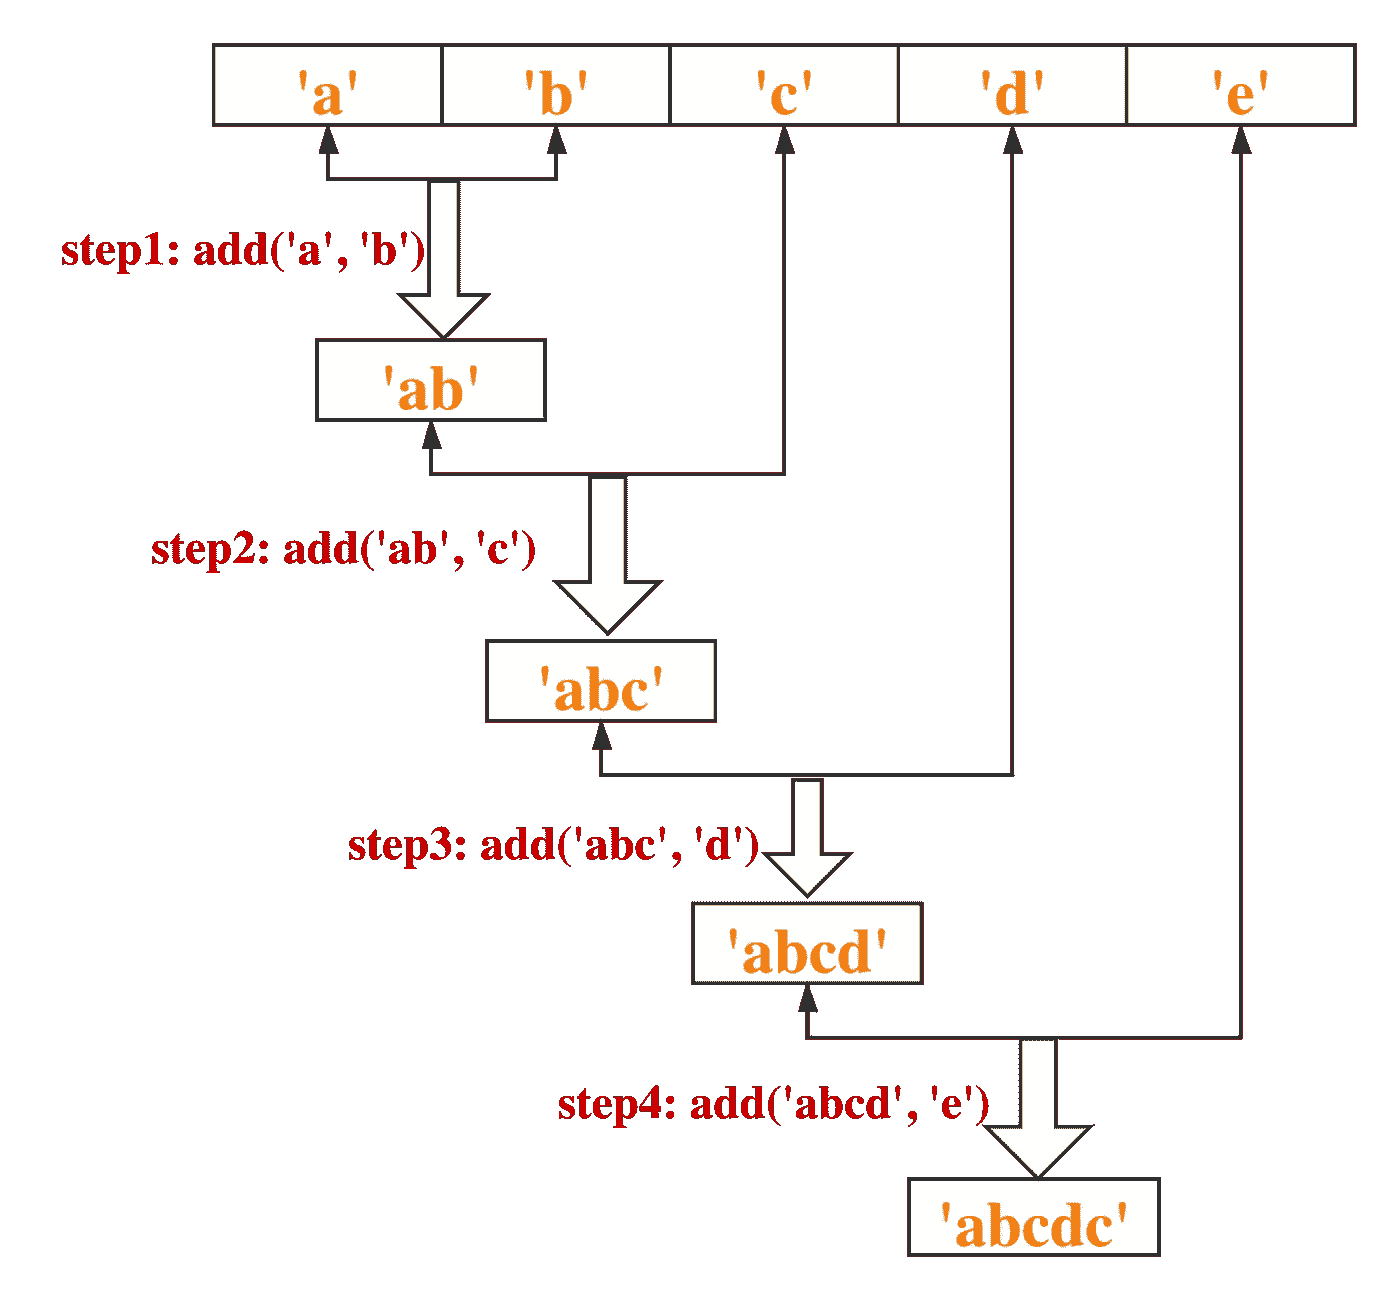 'a' 'b' 'c' 'd' 'e'
step1: add('a', 'b')
'ab'
step2: add('ab', 'c')
'abc'
step3: add('abc', 'd')
'abcd'
step4: add('abcd', 'e')
'abcdc'